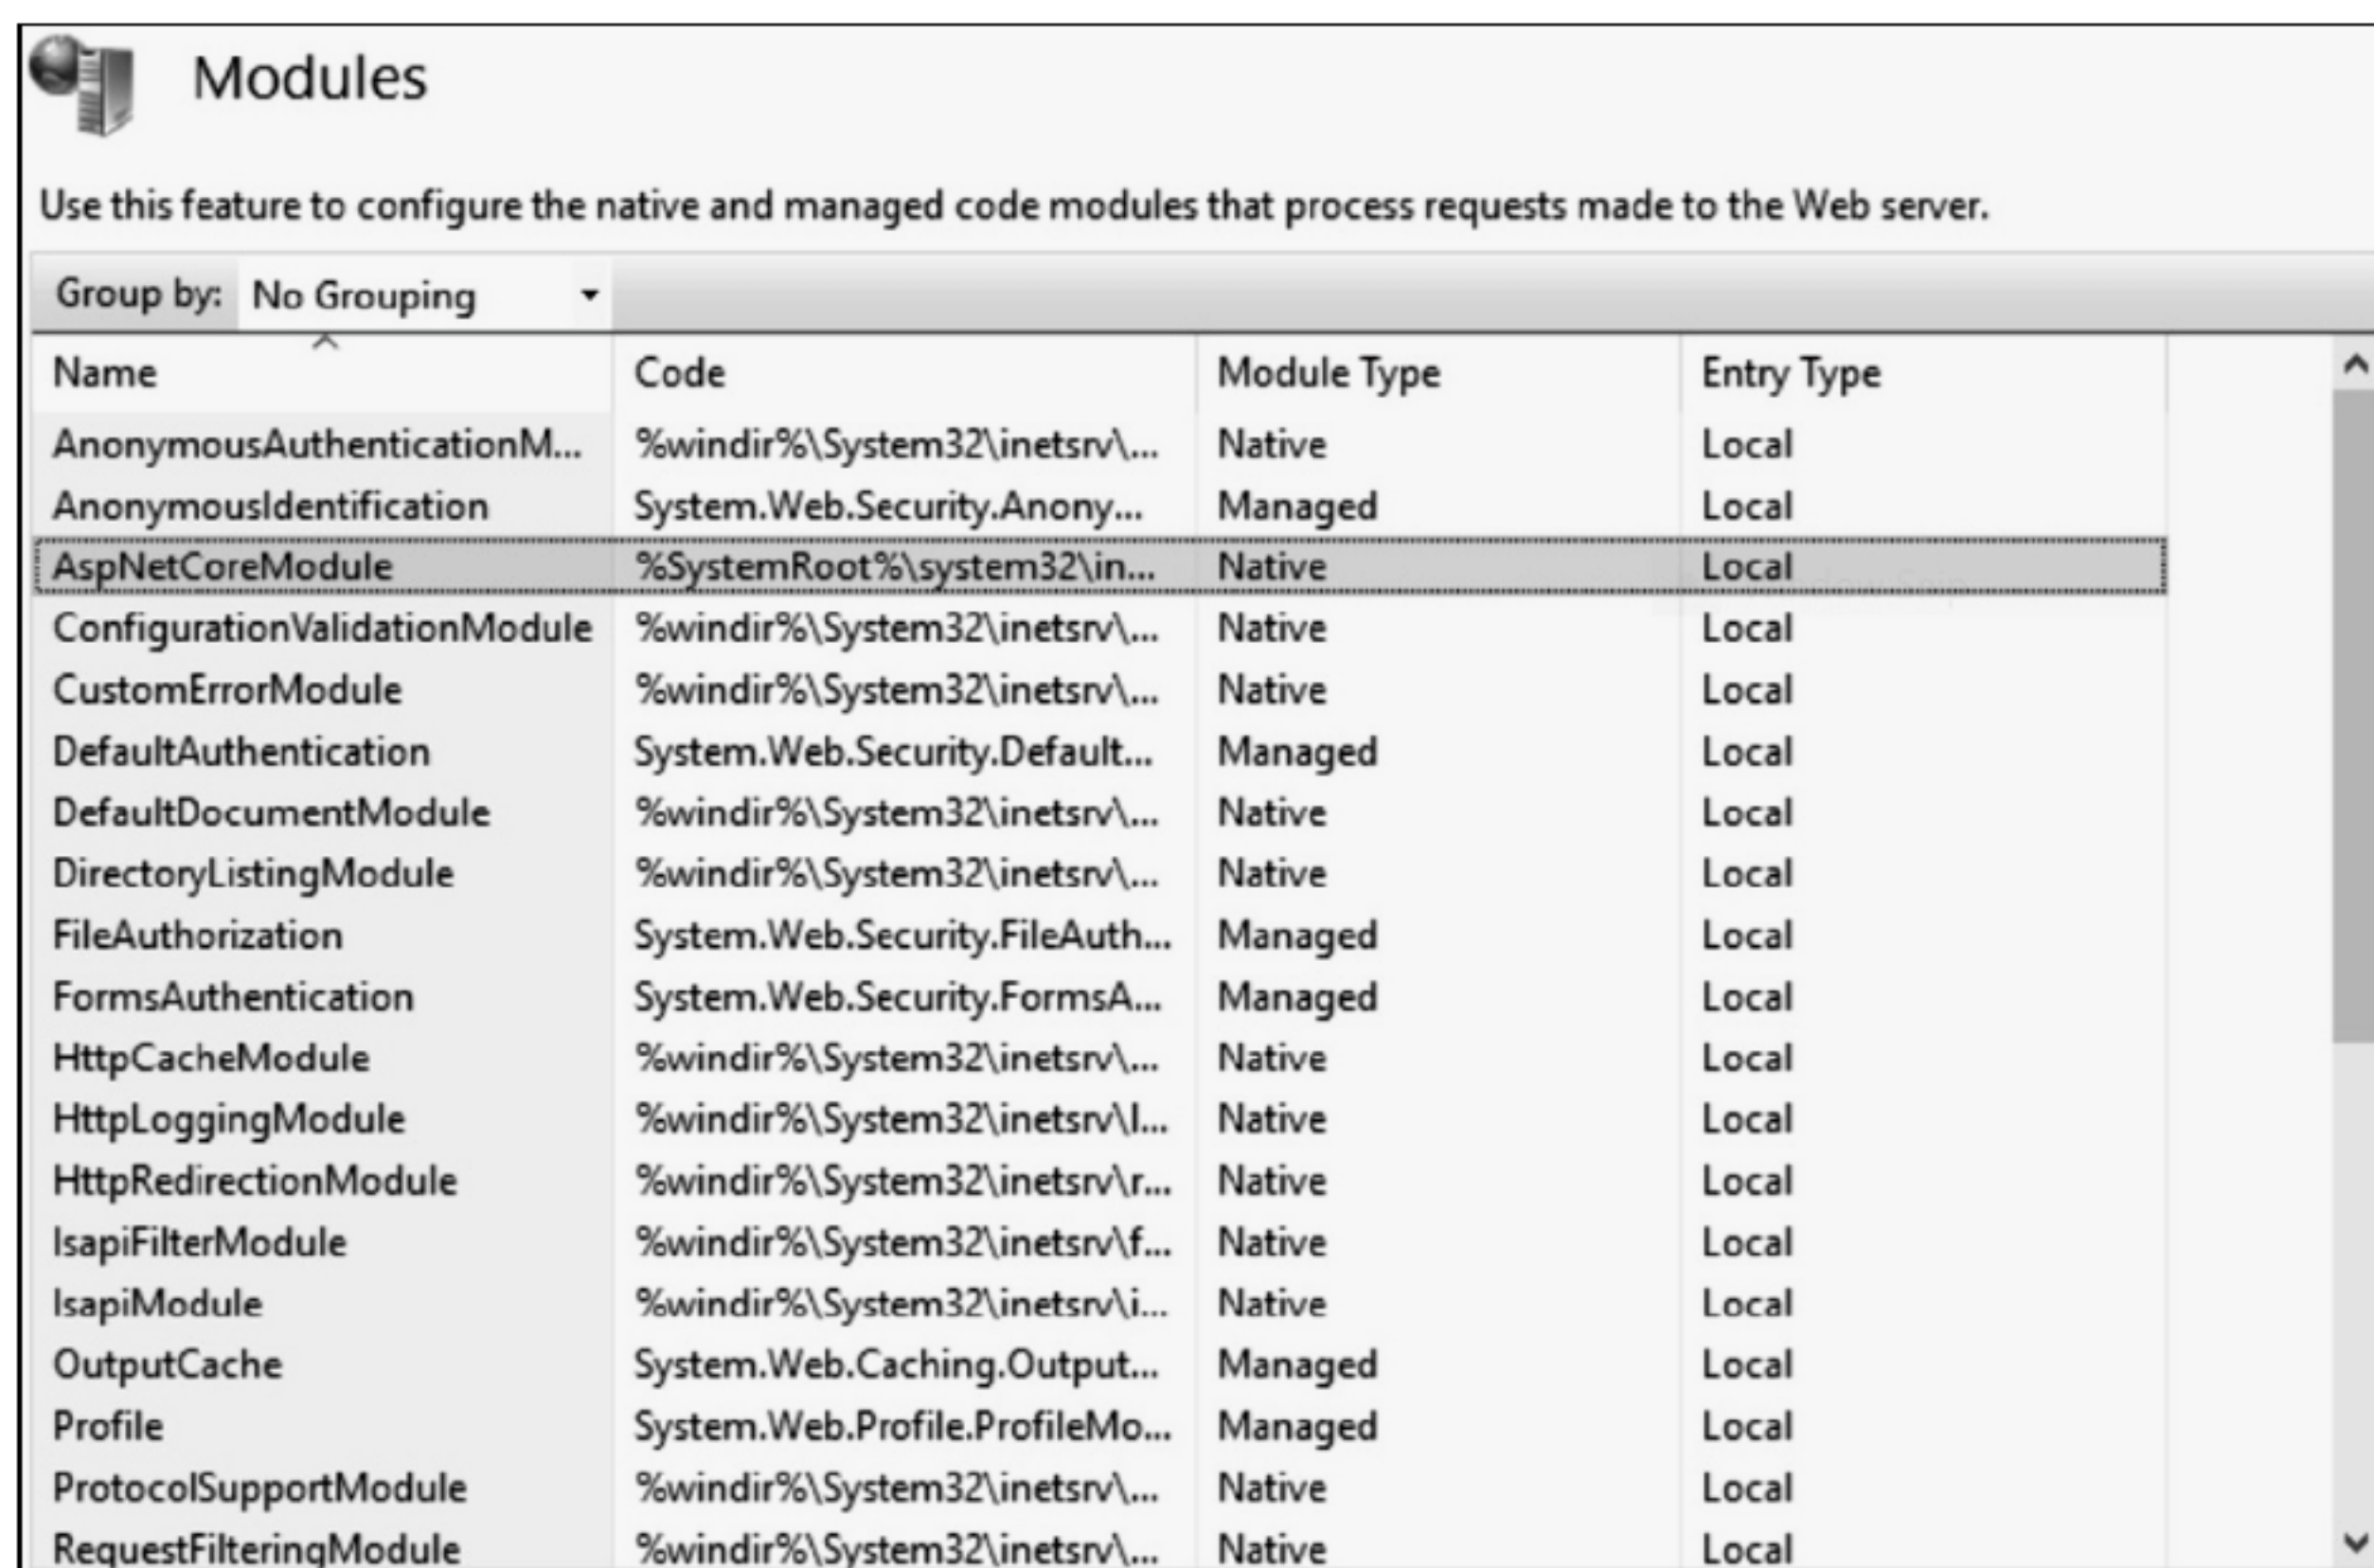 Modules
Use this feature to configure the native and managed code modules that process requests made to the Web server.
Group by: No Grouping
Name Code Module Type Entry Type
AnonymousAuthenticationM... %windir%\System32\inetsrv\... Native Local
AnonymousIdentification System.Web.Security.Anony... Managed Local
AspNetCoreModule %SystemRoot%\system32\in... Native Local
ConfigurationValidationModule %windir%\System32\inetsrv\... Native Local
CustomErrorModule %windir%\System32\inetsrv\... Native Local
DefaultAuthentication System.Web.Security.Default... Managed Local
DefaultDocumentModule %windir%\System32\inetsrv\... Native Local
DirectoryListingModule %windir%\System32\inetsrv\... Native Local
FileAuthorization System.Web.Security.FileAuth... Managed Local
FormsAuthentication System.Web.Security.FormsA... Managed Local
HttpCacheModule %windir%\System32\inetsrv\... Native Local
HttpLoggingModule %windir%\System32\inetsrv\l... Native Local
HttpRedirectionModule %windir%\System32\inetsrv\r... Native Local
IsapiFilterModule %windir%\System32\inetsrv\f... Native Local
IsapiModule %windir%\System32\inetsrv\i... Native Local
OutputCache System.Web.Caching.Output... Managed Local
Profile System.Web.Profile.ProfileMo... Managed Local
ProtocolSupportModule %windir%\System32\inetsrv\... Native Local
RequestFilteringModule %windir%\System32\inetsrv\... Native Local